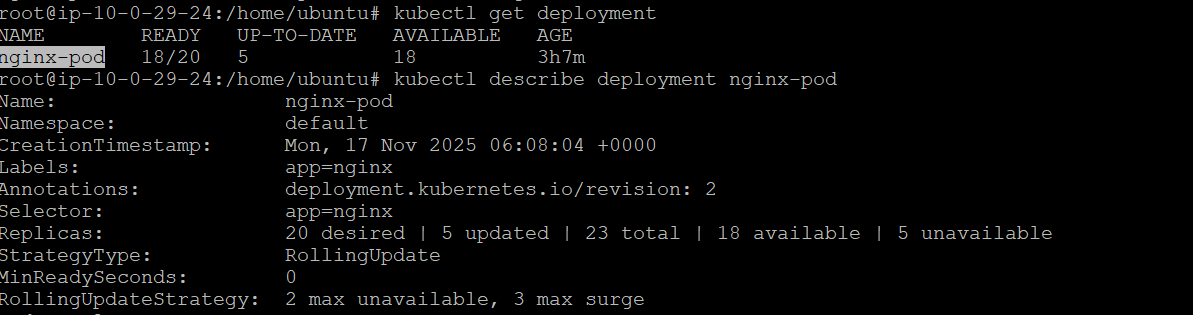 root@ip-10-0-29-24:/home/ubuntu# kubectl get deployment
NAME        READY   UP-TO-DATE   AVAILABLE   AGE
nginx-pod   18/20   5            18          3h7m
root@ip-10-0-29-24:/home/ubuntu# kubectl describe deployment nginx-pod
Name:                   nginx-pod
Namespace:              default
CreationTimestamp:      Mon, 17 Nov 2025 06:08:04 +0000
Labels:                 app=nginx
Annotations:            deployment.kubernetes.io/revision: 2
Selector:               app=nginx
Replicas:               20 desired | 5 updated | 23 total | 18 available | 5 unavailable
StrategyType:           RollingUpdate
MinReadySeconds:        0
RollingUpdateStrategy:  2 max unavailable, 3 max surge